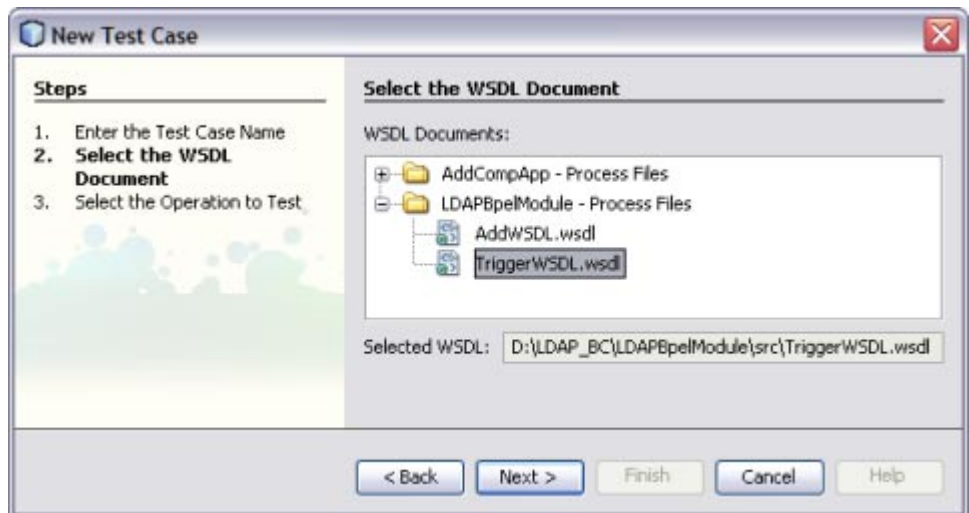 New Test Case
Steps
1. Enter the Test Case Name
2. Select the WSDL
Document
3. Select the Operation to Test
Select the WSDL Document
WSDL Documents:
AddCompApp - Process Files
LDAPBpelModule - Process Files
AddWSDL.wsdl
TriggerWSDL.wsdl
Selected WSDL: D:\LDAP_BC\LDAPBpelModule\src\TriggerWSDL.wsdl
< Back Next > Finish Cancel Help